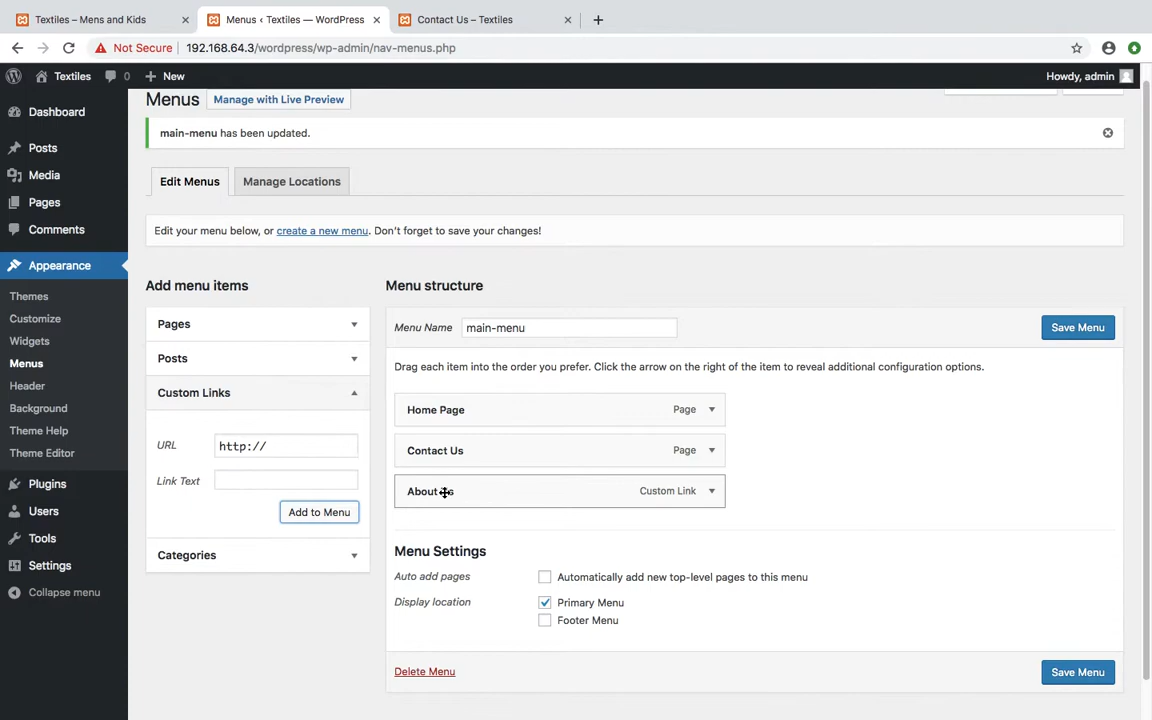 Textiles – Mens and Kids
Menus ‹ Textiles — WordPress
Contact Us – Textiles
Not Secure
192.168.64.3/wordpress/wp-admin/nav-menus.php
Textiles
0
New
Howdy, admin
Dashboard
Posts
Media
Pages
Comments
Appearance
Themes
Customize
Widgets
Menus
Header
Background
Theme Help
Theme Editor
Plugins
Users
Tools
Settings
Collapse menu
Menus
Manage with Live Preview
main-menu has been updated.
Edit Menus
Manage Locations
Edit your menu below, or create a new menu. Don’t forget to save your changes!
Add menu items
Pages
Posts
Custom Links
URL
http://
Link Text
Add to Menu
Categories
Menu structure
Menu Name
main-menu
Save Menu
Drag each item into the order you prefer. Click the arrow on the right of the item to reveal additional configuration options.
Home Page
Page
Contact Us
Page
About Us
Custom Link
Menu Settings
Auto add pages
Automatically add new top-level pages to this menu
Display location
Primary Menu
Footer Menu
Delete Menu
Save Menu